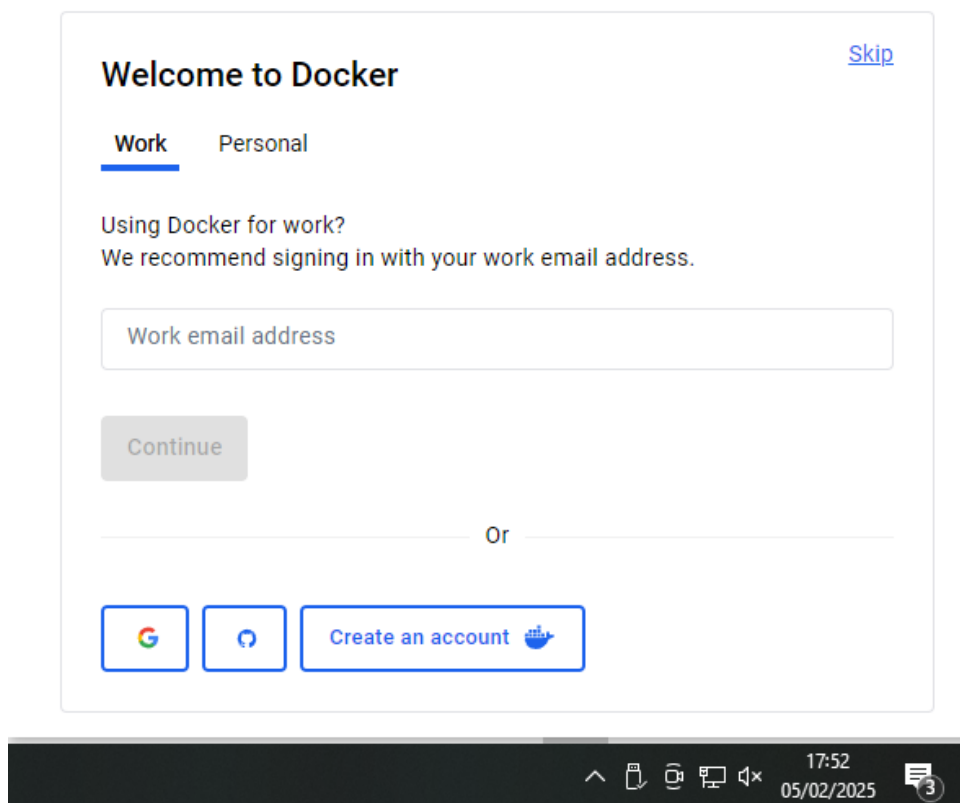 Skip
Welcome to Docker
Work Personal
Using Docker for work?
We recommend signing in with your work email address.
Work email address
Continue
Or
Create an account
17:52
05/02/2025
3